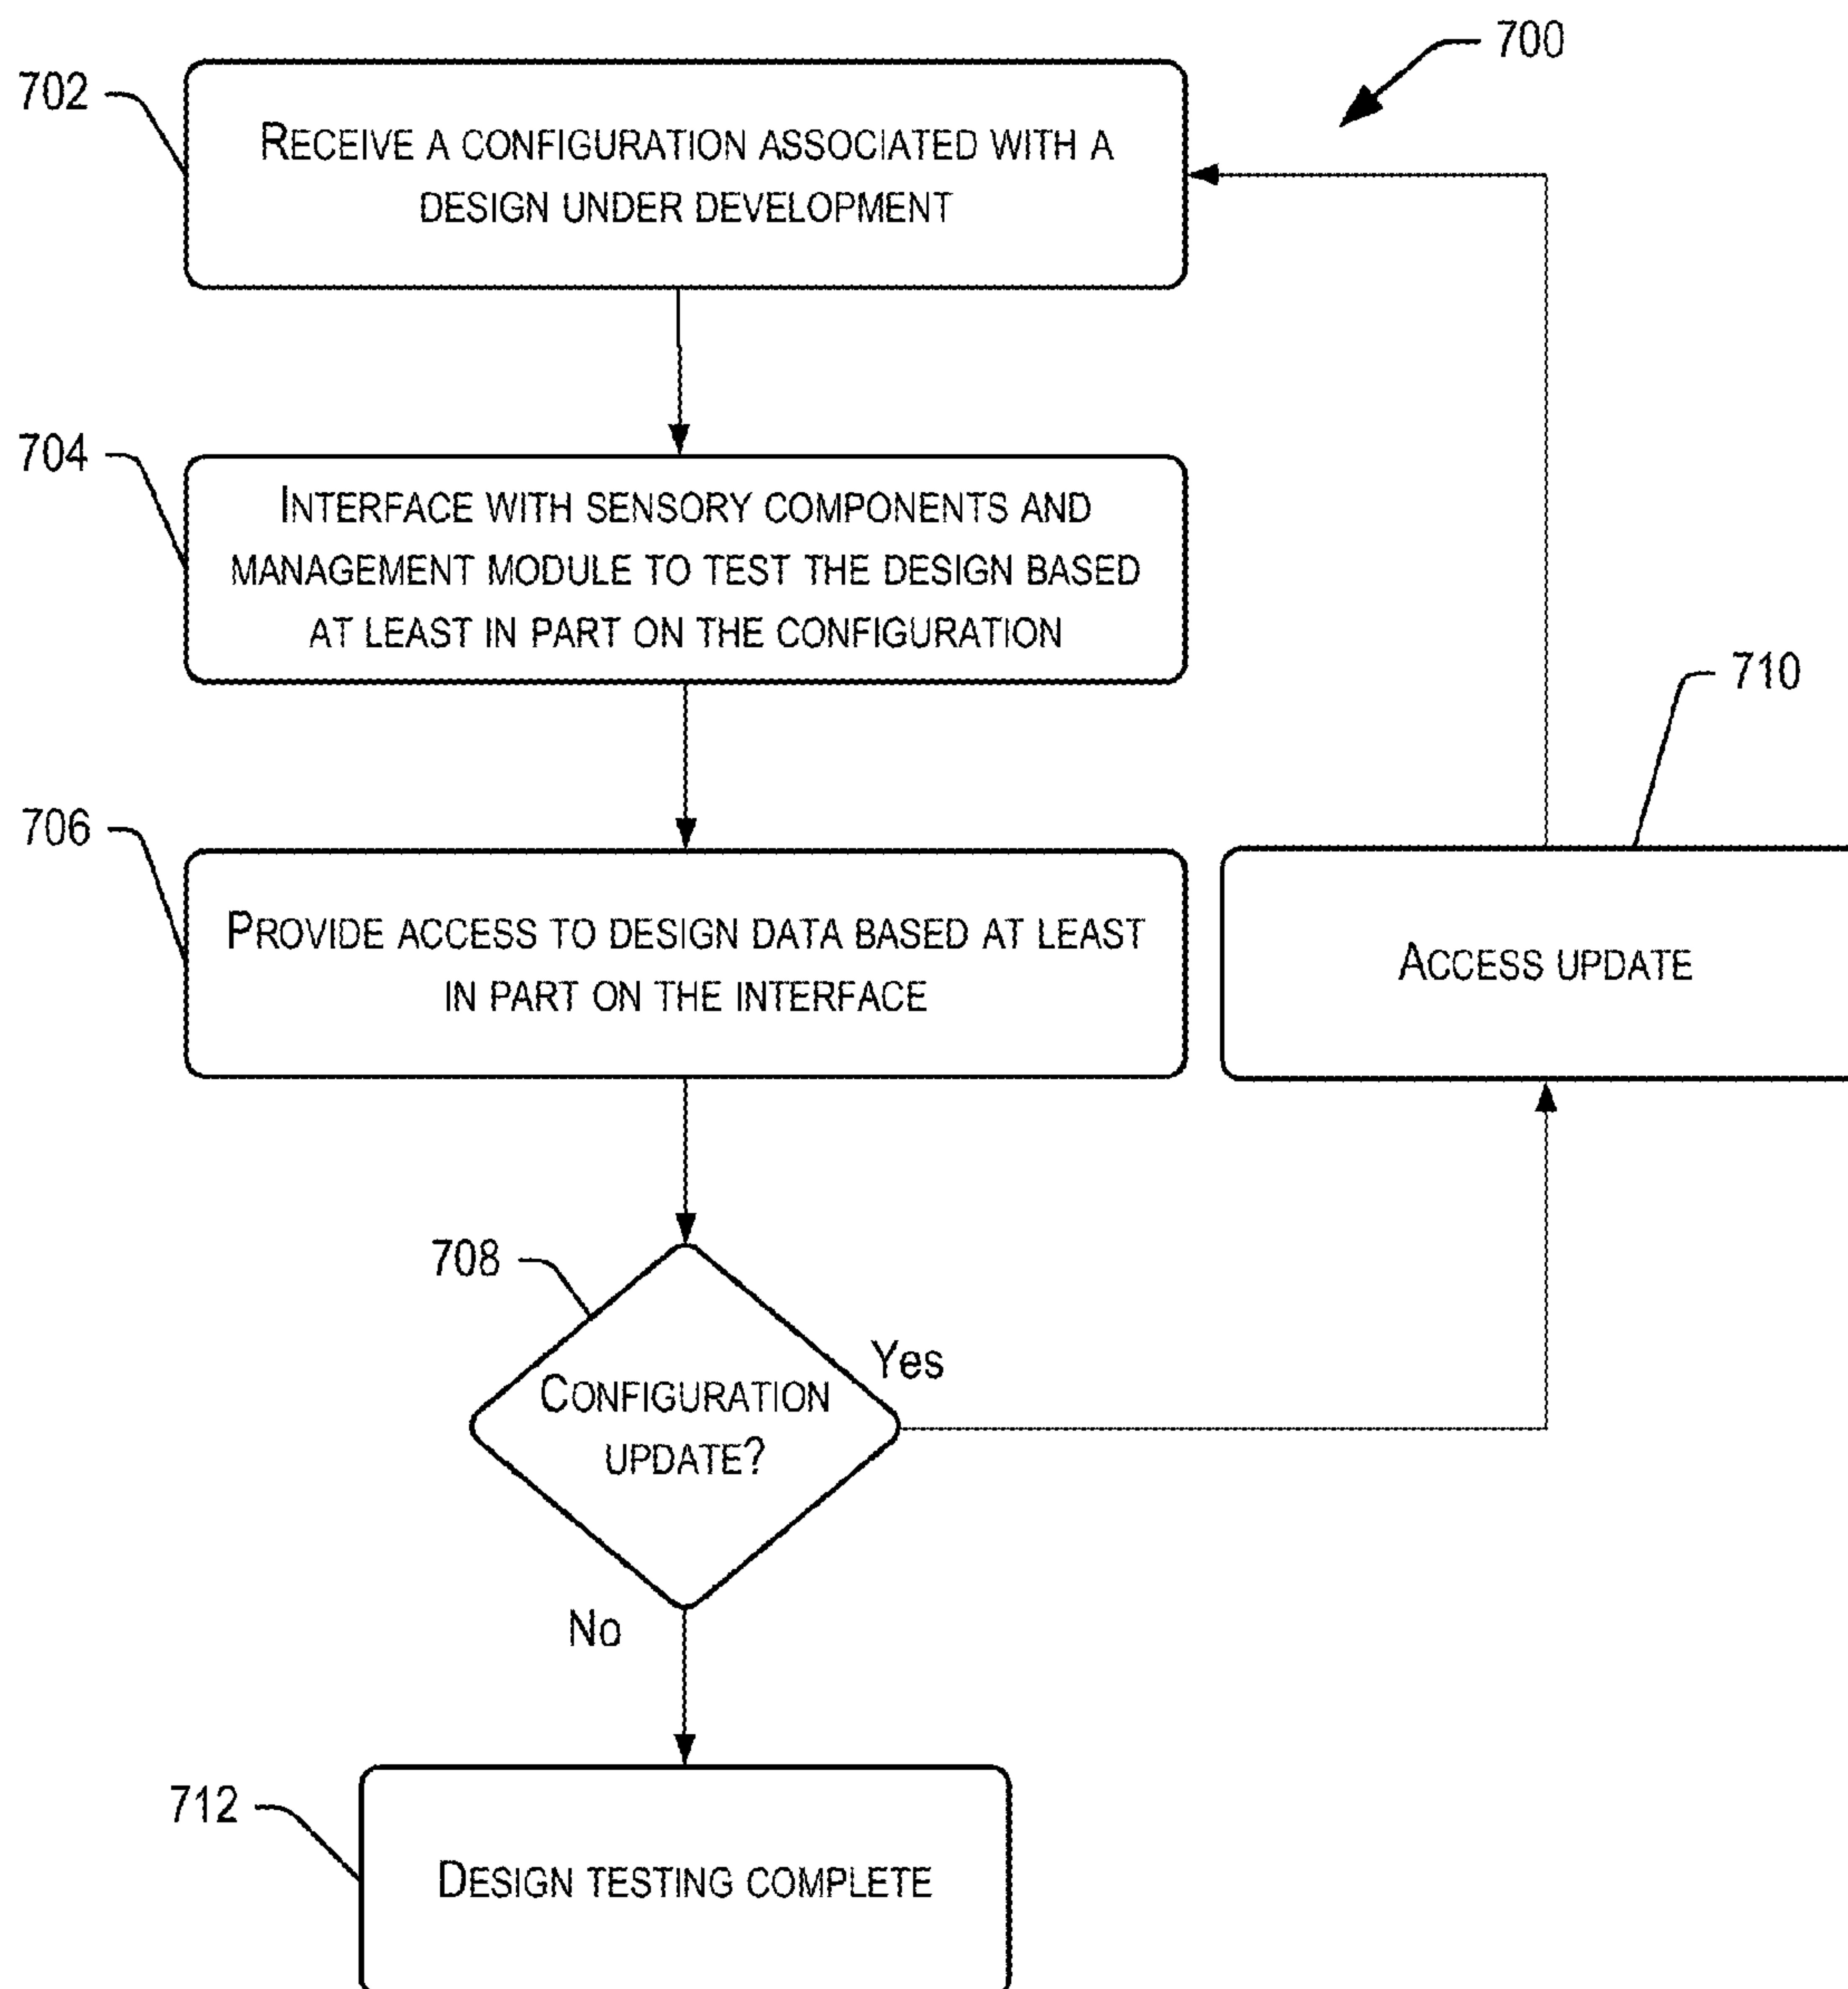 700
702
RECEIVE A CONFIGURATION ASSOCIATED WITH A
DESIGN UNDER DEVELOPMENT
704
INTERFACE WITH SENSORY COMPONENTS AND
MANAGEMENT MODULE TO TEST THE DESIGN BASED
AT LEAST IN PART ON THE CONFIGURATION
710
706
PROVIDE ACCESS TO DESIGN DATA BASED AT LEAST
IN PART ON THE INTERFACE
ACCESS UPDATE
708
Yes
CONFIGURATION
UPDATE?
No
712
DESIGN TESTING COMPLETE